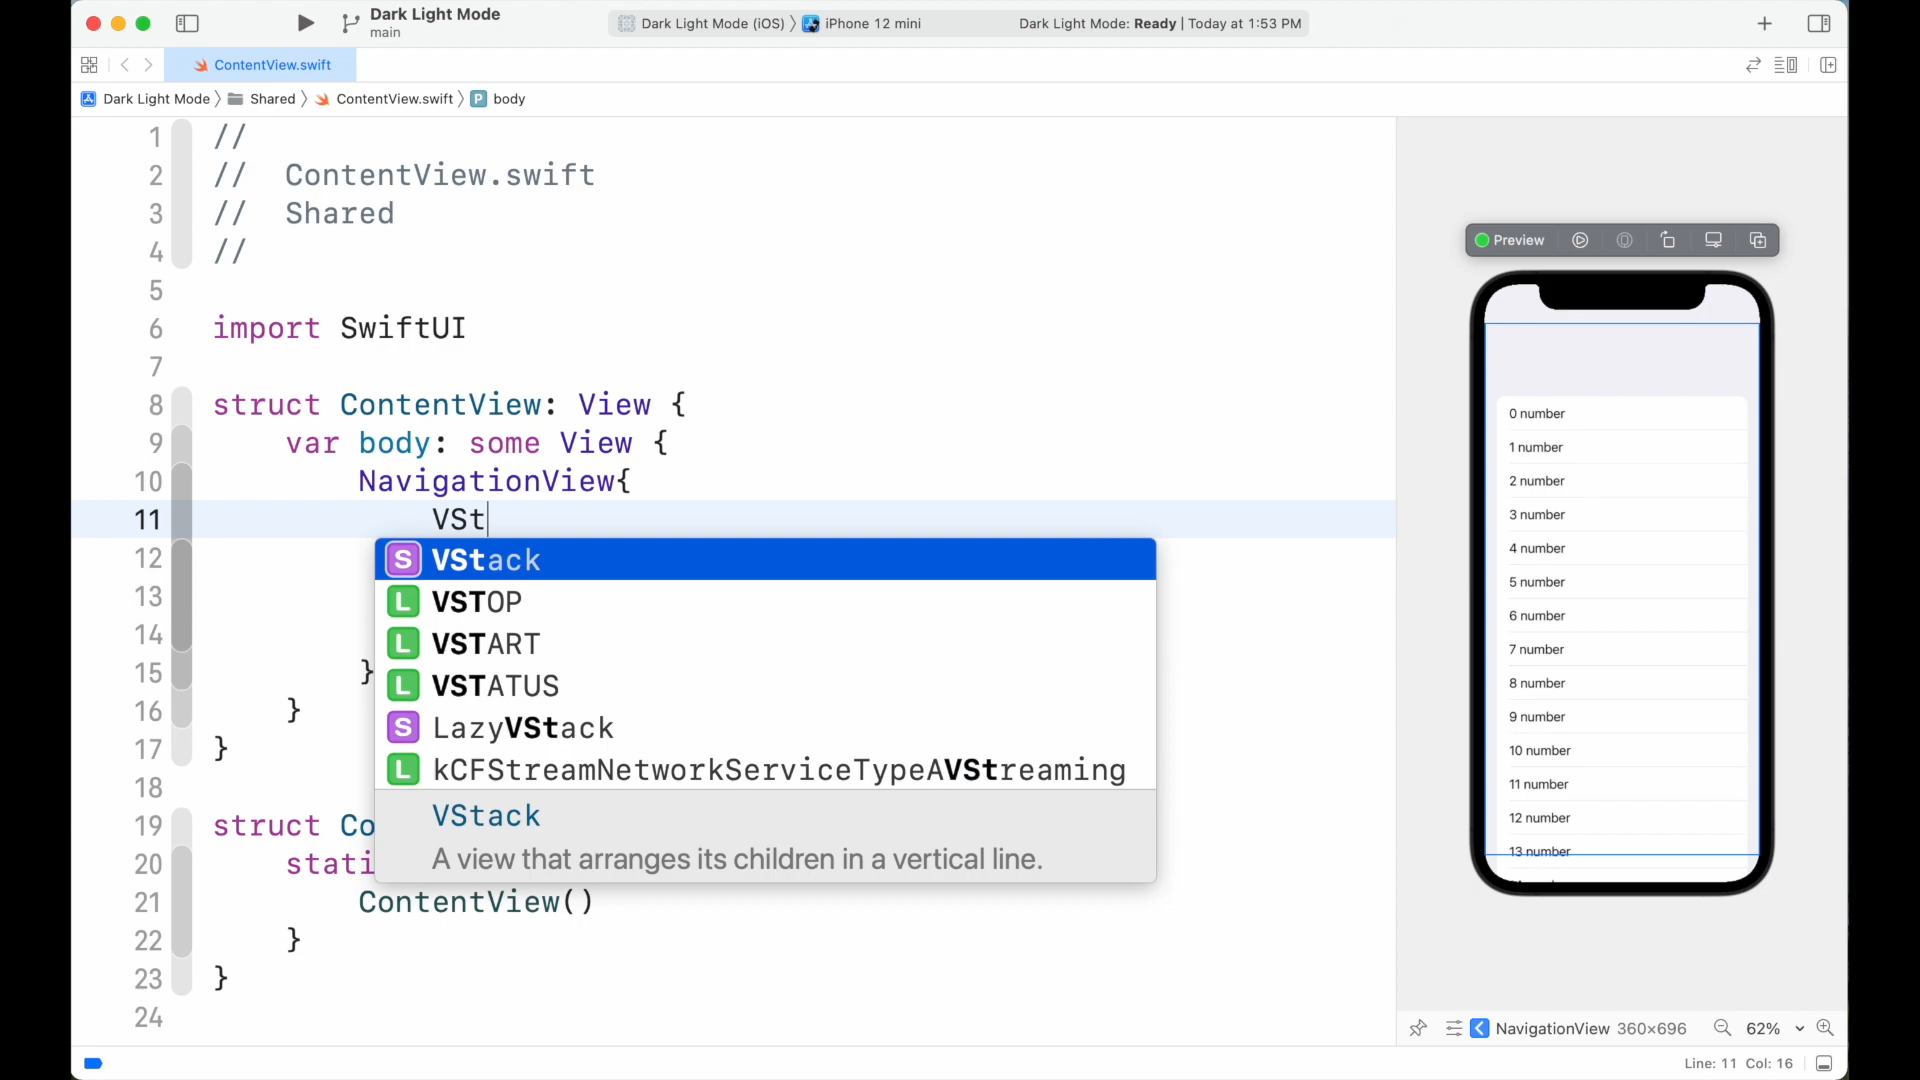 Dark Light Mode
main
Dark Light Mode (iOS) 〉 iPhone 12 mini
Dark Light Mode: Ready | Today at 1:53 PM
ContentView.swift
Dark Light Mode 〉 Shared 〉 ContentView.swift 〉 P body
1 //
2 //  ContentView.swift
3 //  Shared
4 //
5
6 import SwiftUI
7
8 struct ContentView: View {
9     var body: some View {
10         NavigationView{
11             VSt
12
13
14
15         }
16     }
17 }
18
19 struct Co
20     stati
21         ContentView()
22     }
23 }
24
S VStack
L VSTOP
L VSTART
L VSTATUS
S LazyVStack
L kCFStreamNetworkServiceTypeAVStreaming
VStack
A view that arranges its children in a vertical line.
Preview
0 number
1 number
2 number
3 number
4 number
5 number
6 number
7 number
8 number
9 number
10 number
11 number
12 number
13 number
NavigationView 360×696
62%
Line: 11 Col: 16